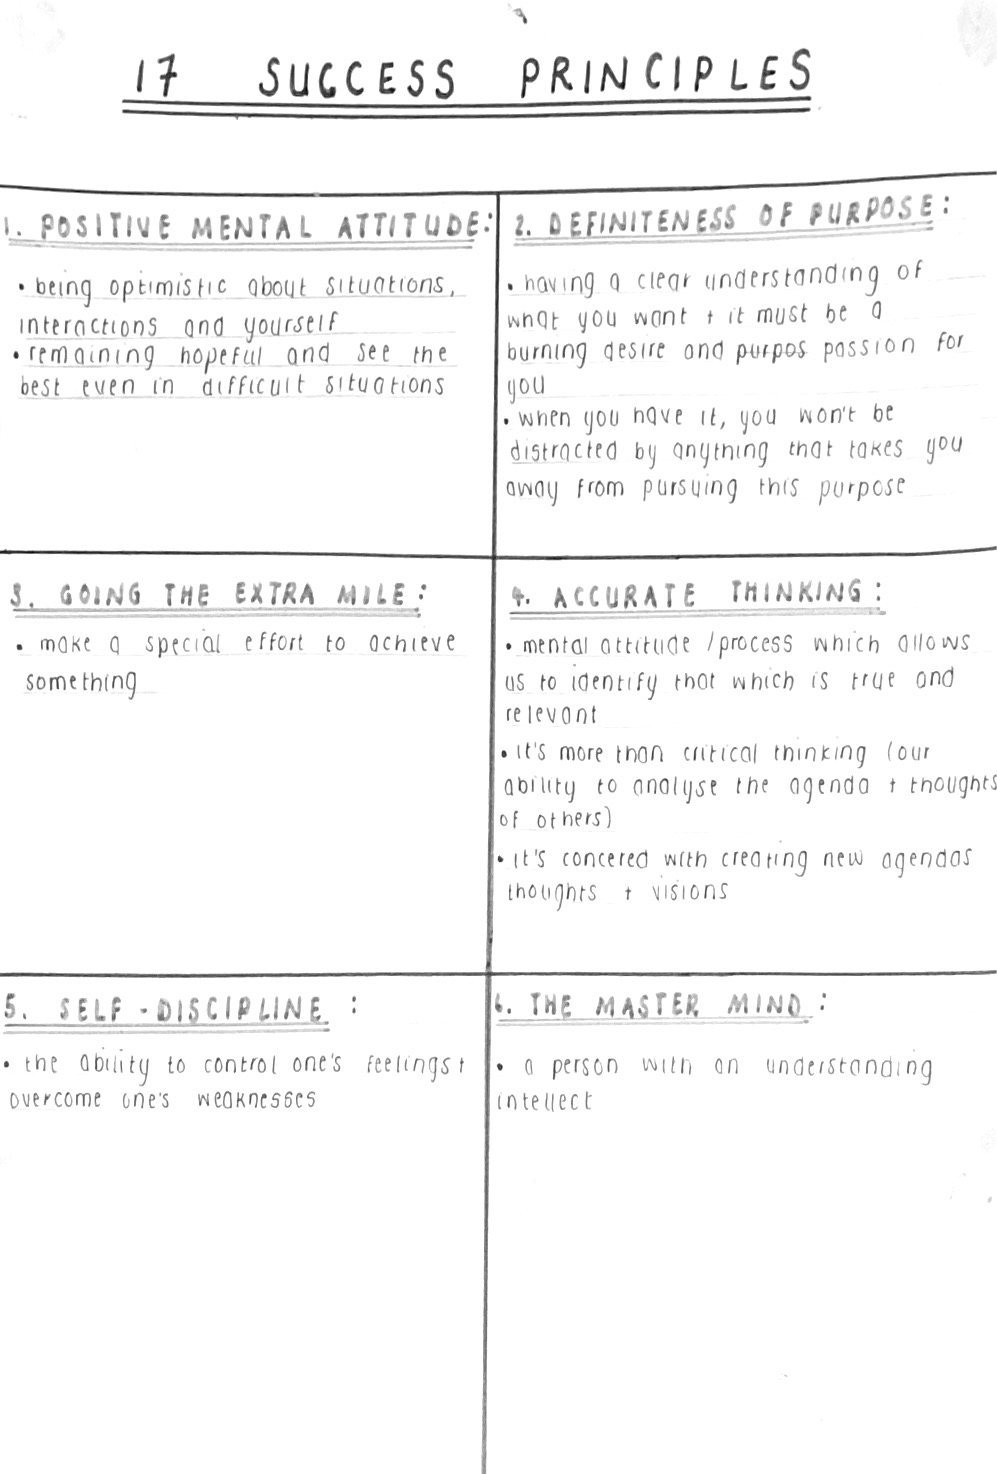 17 SUCCESS PRINCIPLES
1. POSITIVE MENTAL ATTITUDE:
• being optimistic about situations,
interactions and yourself
• remaining hopeful and see the
best even in difficult situations
2. DEFINITENESS OF PURPOSE:
• having a clear understanding of
what you want + it must be a
burning desire and purpos passion for
you
• when you have it, you won't be
distracted by anything that takes you
away from pursuing this purpose
3. GOING THE EXTRA MILE:
• make a special effort to achieve
something
4. ACCURATE THINKING:
• mental attitude /process which allows
us to identify that which is true and
relevant
• it's more than critical thinking (our
ability to analyse the agenda + thoughts
of others)
• it's concered with creating new agendas
thoughts + visions
5. SELF-DISCIPLINE:
• the ability to control one's feelings +
overcome one's weaknesses
6. THE MASTER MIND:
• a person with an understanding
intellect